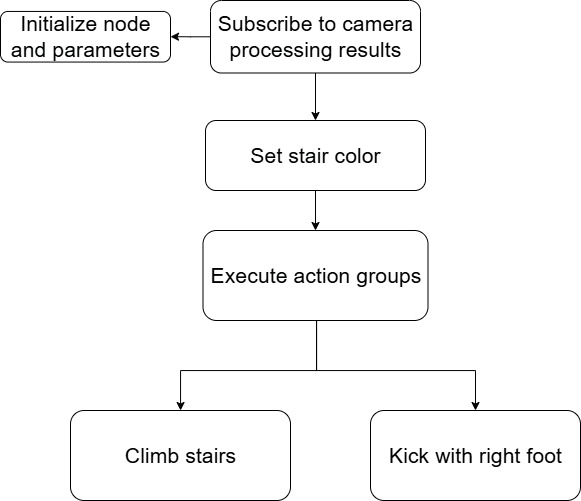 Initialize node
and parameters
Subscribe to camera
processing results
Set stair color
Execute action groups
Climb stairs
Kick with right foot